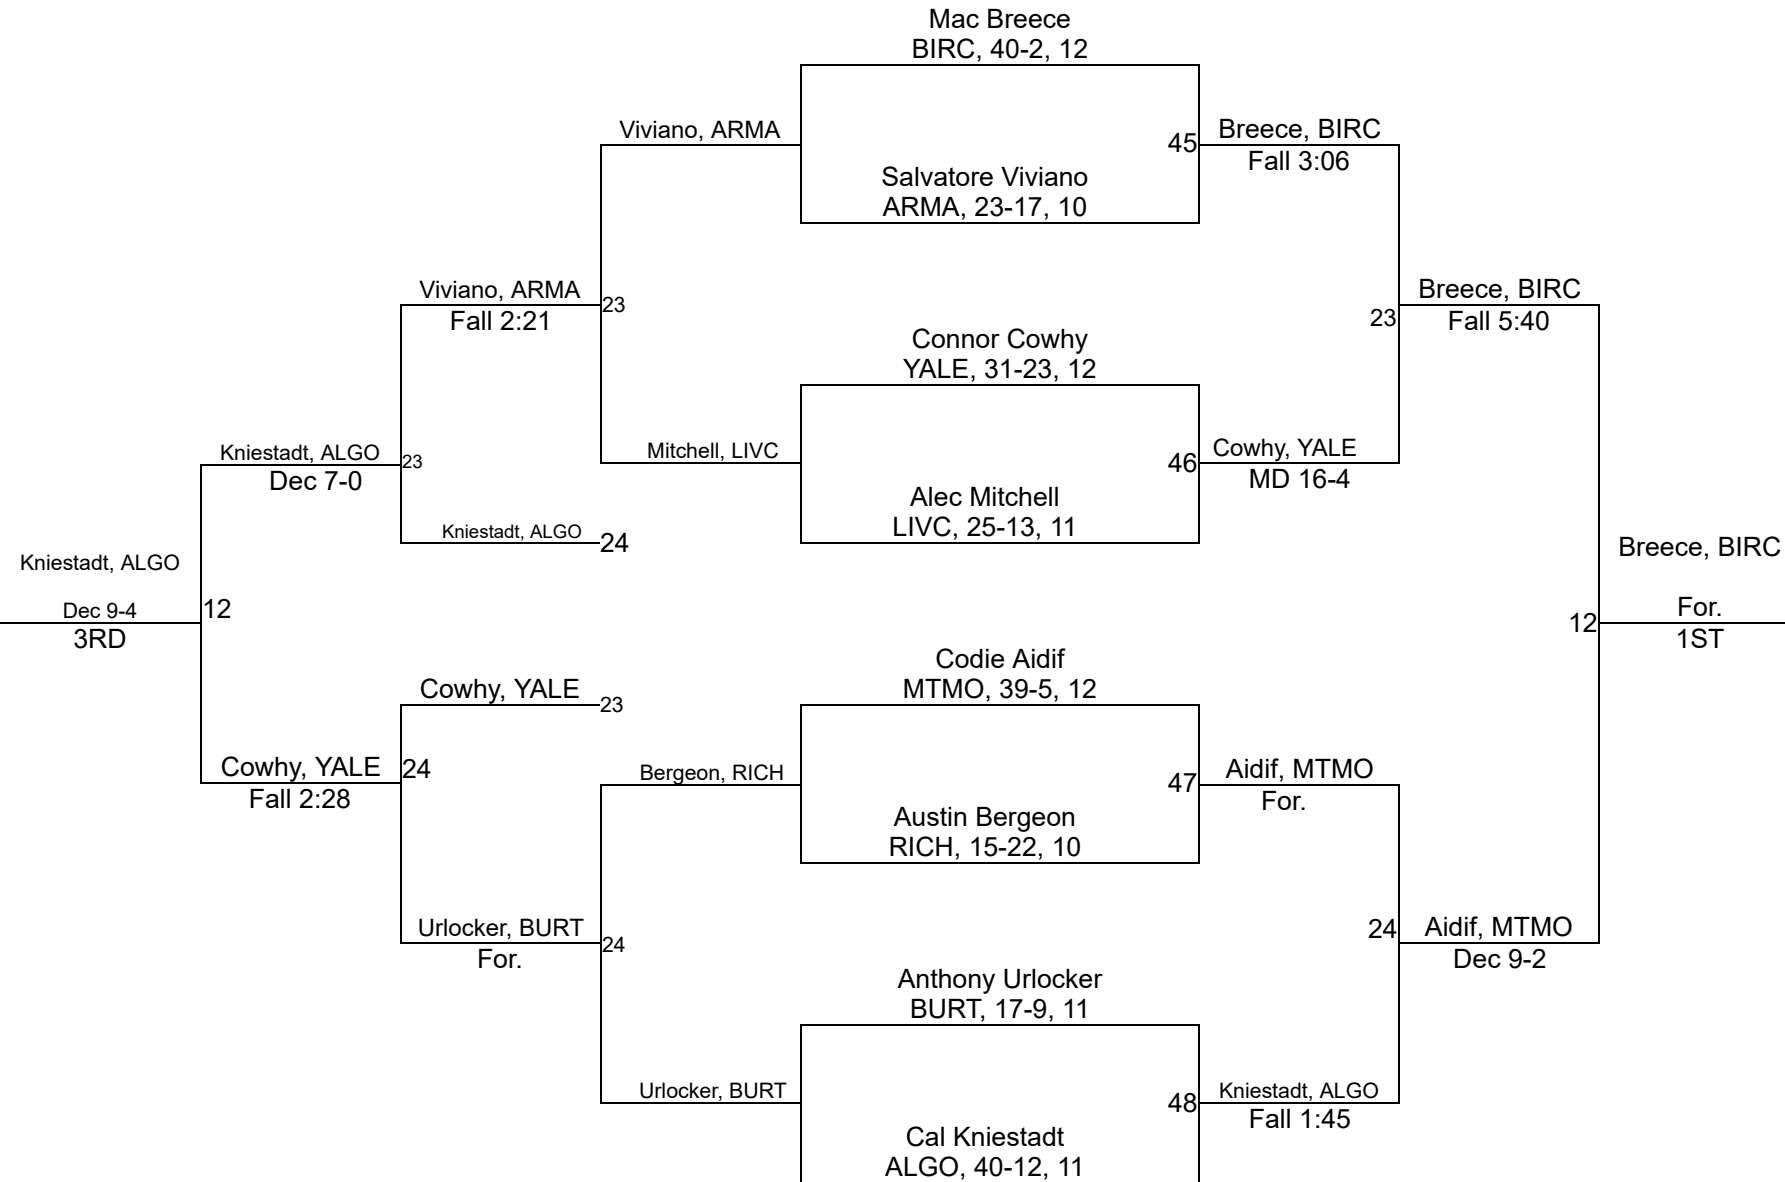 Mac Breece
BIRC, 40-2, 12
Viviano, ARMA
45
Breece, BIRC
Fall 3:06
Salvatore Viviano
ARMA, 23-17, 10
Viviano, ARMA
Fall 2:21
23
Breece, BIRC
23
Fall 5:40
Connor Cowhy
YALE, 31-23, 12
Kniestadt, ALGO
Dec 7-0
23
Mitchell, LIVC
46
Cowhy, YALE
MD 16-4
Alec Mitchell
LIVC, 25-13, 11
Kniestadt, ALGO
24
Kniestadt, ALGO
Dec 9-4
3RD
12
Breece, BIRC
12
For.
1ST
Codie Aidif
MTMO, 39-5, 12
Cowhy, YALE
23
Cowhy, YALE
Fall 2:28
24
Bergeon, RICH
47
Aidif, MTMO
For.
Austin Bergeon
RICH, 15-22, 10
Urlocker, BURT
For.
24
24
Aidif, MTMO
Dec 9-2
Anthony Urlocker
BURT, 17-9, 11
Urlocker, BURT
48
Kniestadt, ALGO
Fall 1:45
Cal Kniestadt
ALGO, 40-12, 11